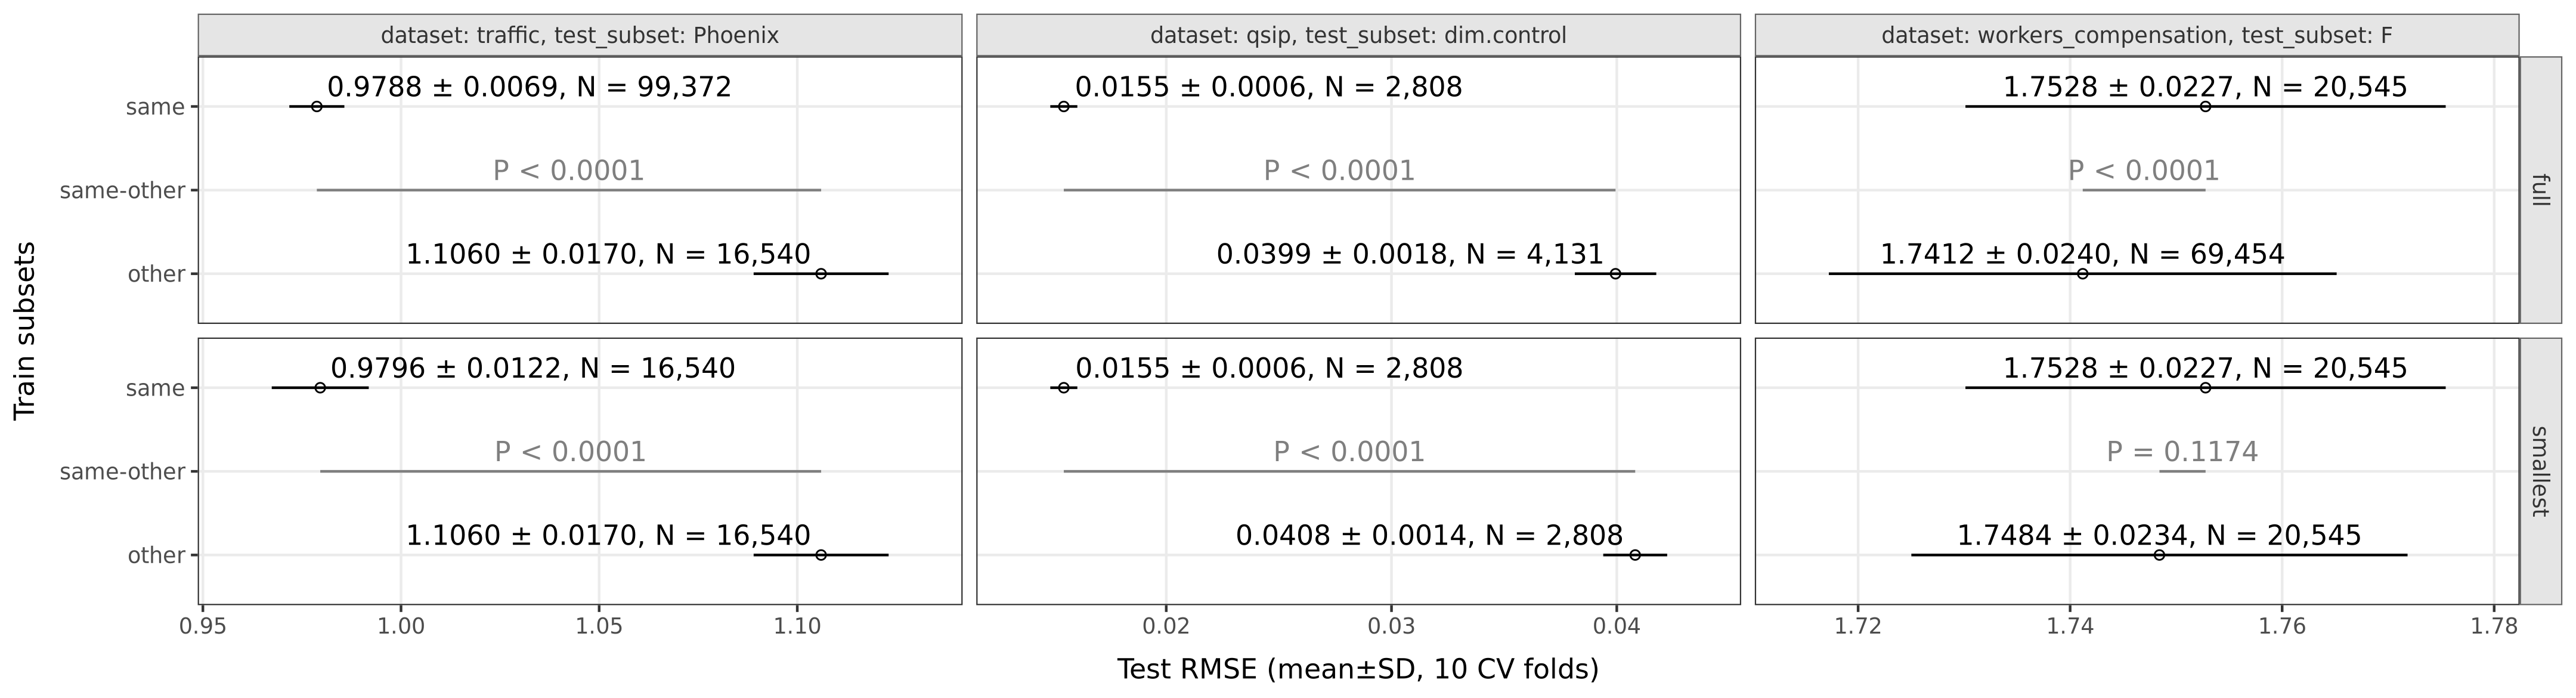 dataset: traffic, test_subset: Phoenix
dataset: qsip, test_subset: dim.control
dataset: workers_compensation, test_subset: F
Train subsets
full
same
0.9788 ± 0.0069, N = 99,372
0.0155 ± 0.0006, N = 2,808
1.7528 ± 0.0227, N = 20,545
same-other
P < 0.0001
P < 0.0001
P < 0.0001
other
1.1060 ± 0.0170, N = 16,540
0.0399 ± 0.0018, N = 4,131
1.7412 ± 0.0240, N = 69,454
smallest
same
0.9796 ± 0.0122, N = 16,540
0.0155 ± 0.0006, N = 2,808
1.7528 ± 0.0227, N = 20,545
same-other
P < 0.0001
P < 0.0001
P = 0.1174
other
1.1060 ± 0.0170, N = 16,540
0.0408 ± 0.0014, N = 2,808
1.7484 ± 0.0234, N = 20,545
0.95 1.00 1.05 1.10
0.02 0.03 0.04
1.72 1.74 1.76 1.78
Test RMSE (mean±SD, 10 CV folds)